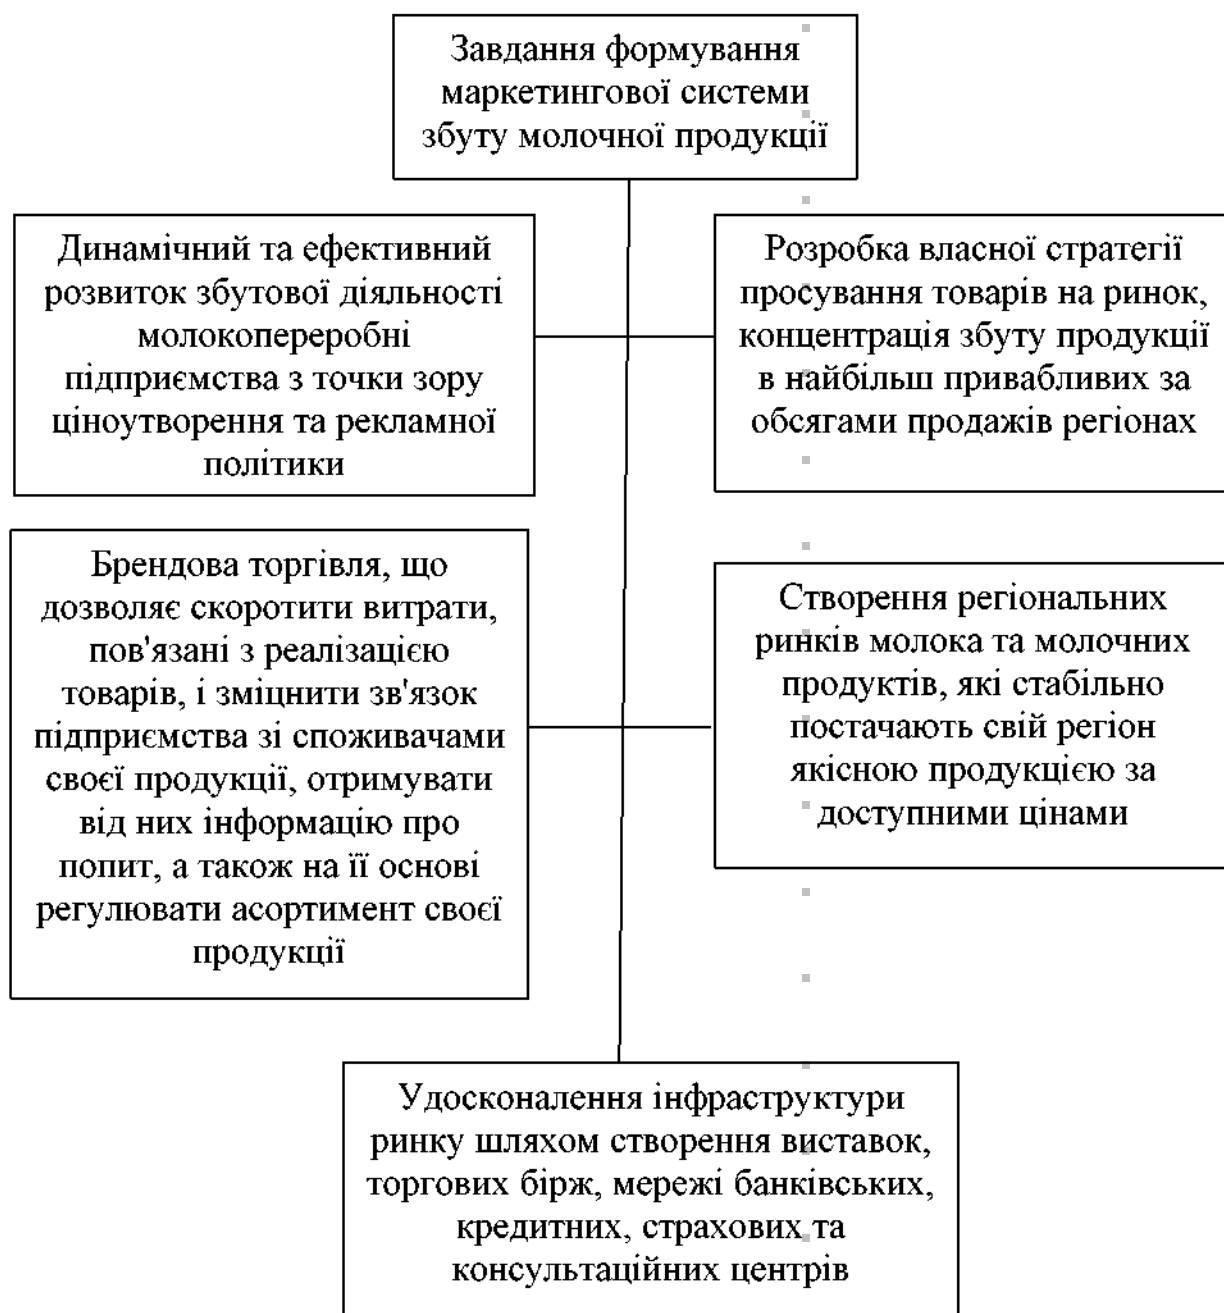 Завдання формування
маркетингової системи
збуту молочної продукції
Динамічний та ефективний
розвиток збутової діяльності
молокопереробні
підприємства з точки зору
ціноутворення та рекламної
політики
Розробка власної стратегії
просування товарів на ринок,
концентрація збуту продукції
в найбільш привабливих за
обсягами продажів регіонах
Брендова торгівля, що
дозволяє скоротити витрати,
пов'язані з реалізацією
товарів, і зміцнити зв'язок
підприємства зі споживачами
своєї продукції, отримувати
від них інформацію про
попит, а також на її основі
регулювати асортимент своєї
продукції
Створення регіональних
ринків молока та молочних
продуктів, які стабільно
постачають свій регіон
якісною продукцією за
доступними цінами
Удосконалення інфраструктури
ринку шляхом створення виставок,
торгових бірж, мережі банківських,
кредитних, страхових та
консультаційних центрів